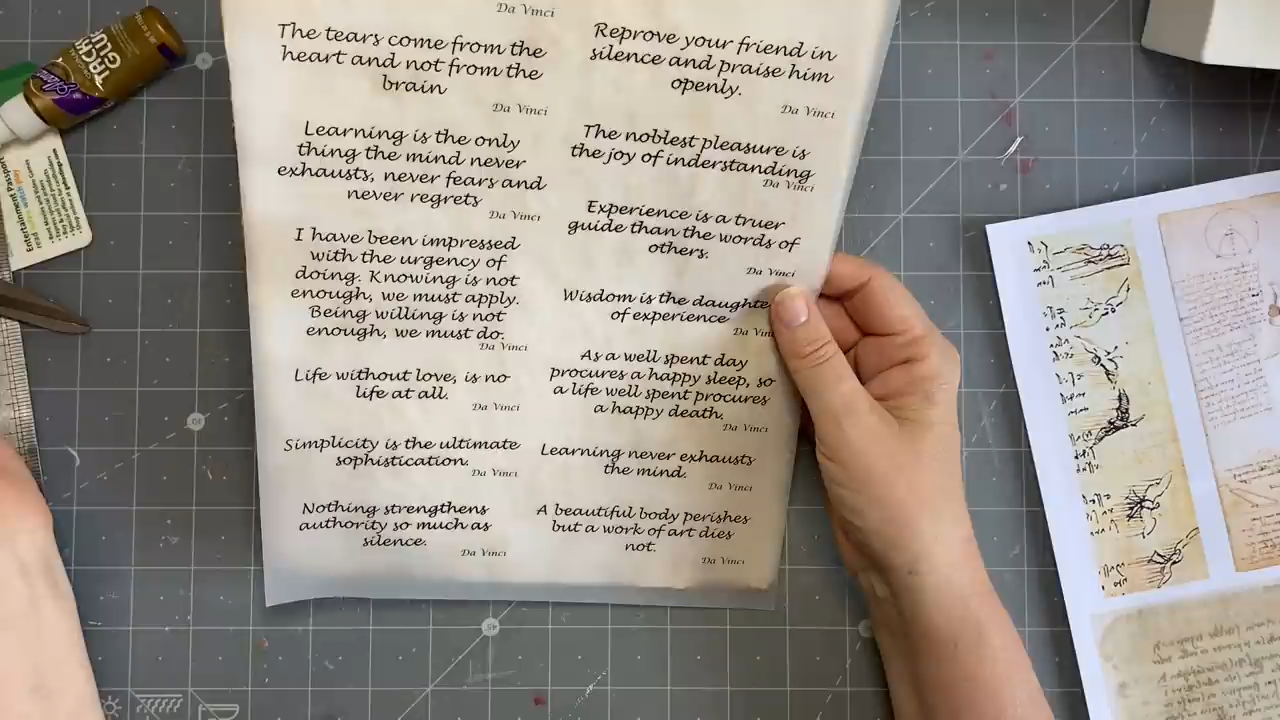 Da Vinci
The tears come from the
heart and not from the
brain
Da Vinci
Learning is the only
thing the mind never
exhausts, never fears and
never regrets
Da Vinci
I have been impressed
with the urgency of
doing. Knowing is not
enough, we must apply.
Being willing is not
enough, we must do.
Da Vinci
Life without love, is no
life at all.
Da Vinci
Simplicity is the ultimate
sophistication.
Da Vinci
Nothing strengthens
authority so much as
silence.
Da Vinci
Reprove your friend in
silence and praise him
openly.
Da Vinci
The noblest pleasure is
the joy of inderstanding
Da Vinci
Experience is a truer
guide than the words of
others.
Da Vinci
Wisdom is the daughte
of experience
Da Vin
As a well spent day
procures a happy sleep, so
a life well spent procures
a happy death.
Da Vinci
Learning never exhausts
the mind.
Da Vinci
A beautiful body perishes
but a work of art dies
not.
Da Vinci
TACKY
GLUE
Entertainment Passport
45